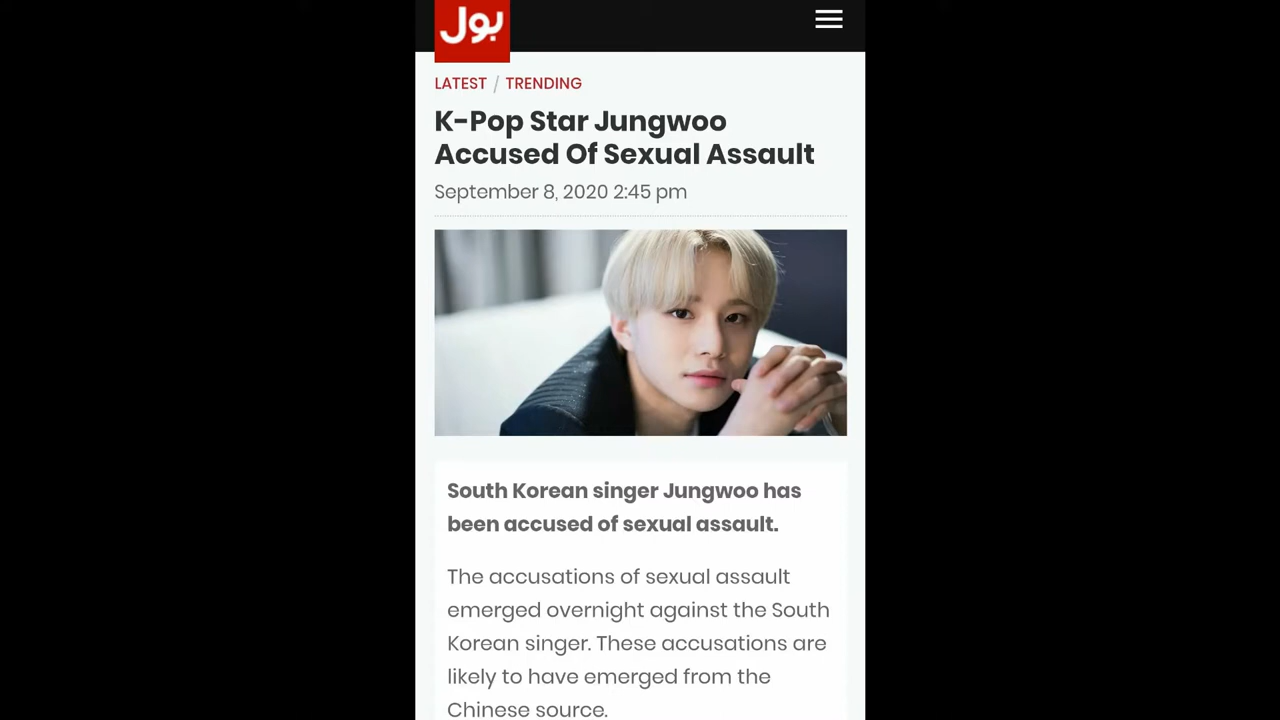 بول
LATEST / TRENDING
K-Pop Star Jungwoo
Accused Of Sexual Assault
September 8, 2020 2:45 pm
South Korean singer Jungwoo has
been accused of sexual assault.
The accusations of sexual assault
emerged overnight against the South
Korean singer. These accusations are
likely to have emerged from the
Chinese source.